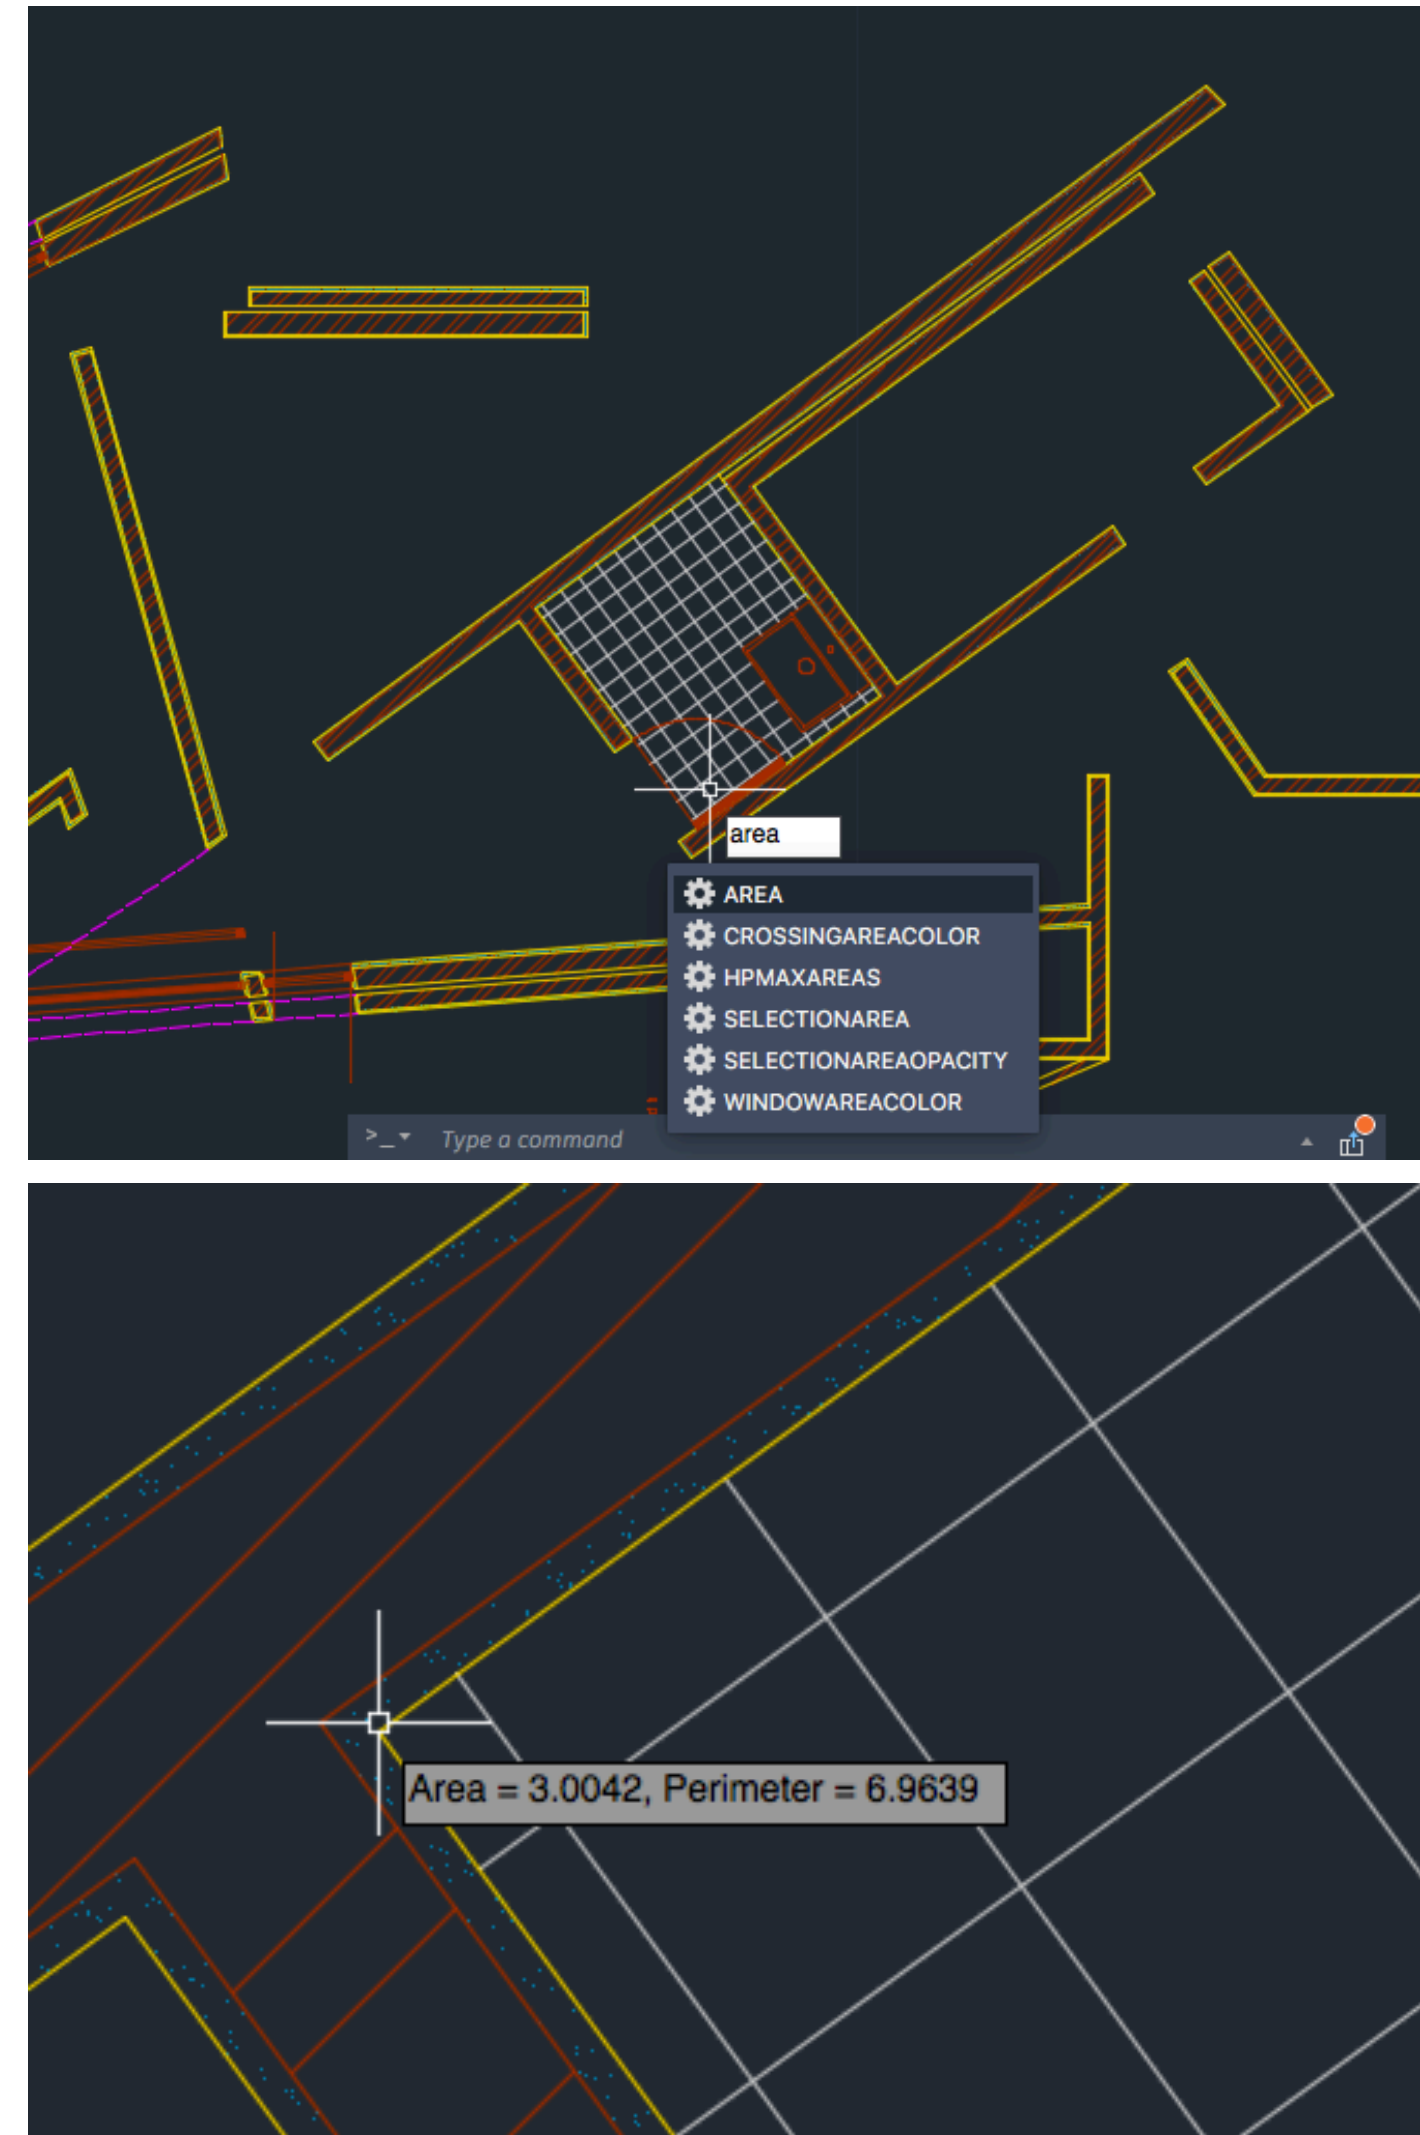 area
AREA
CROSSINGAREACOLOR
HPMAXAREAS
SELECTIONAREA
SELECTIONAREAOPACITY
WINDOWAREACOLOR
>_ Type a command
Area = 3.0042, Perimeter = 6.9639